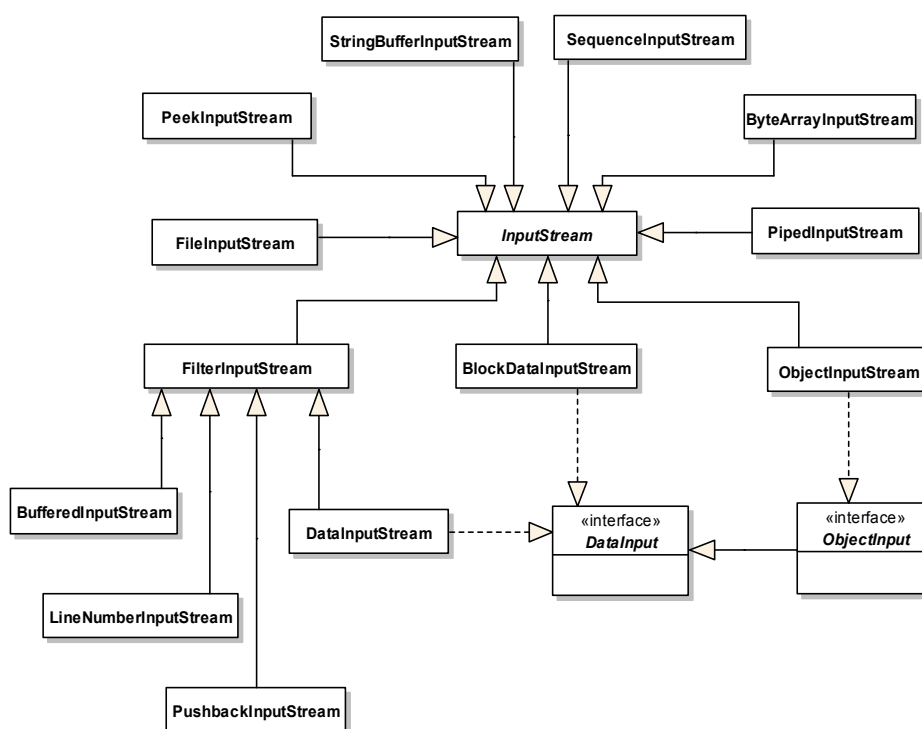 StringBufferInputStream
SequenceInputStream
PeekInputStream
ByteArrayInputStream
FileInputStream
InputStream
PipedInputStream
FilterInputStream
BlockDataInputStream
ObjectInputStream
BufferedInputStream
DataInputStream
«interface»
DataInput
«interface»
ObjectInput
LineNumberInputStream
PushbackInputStream